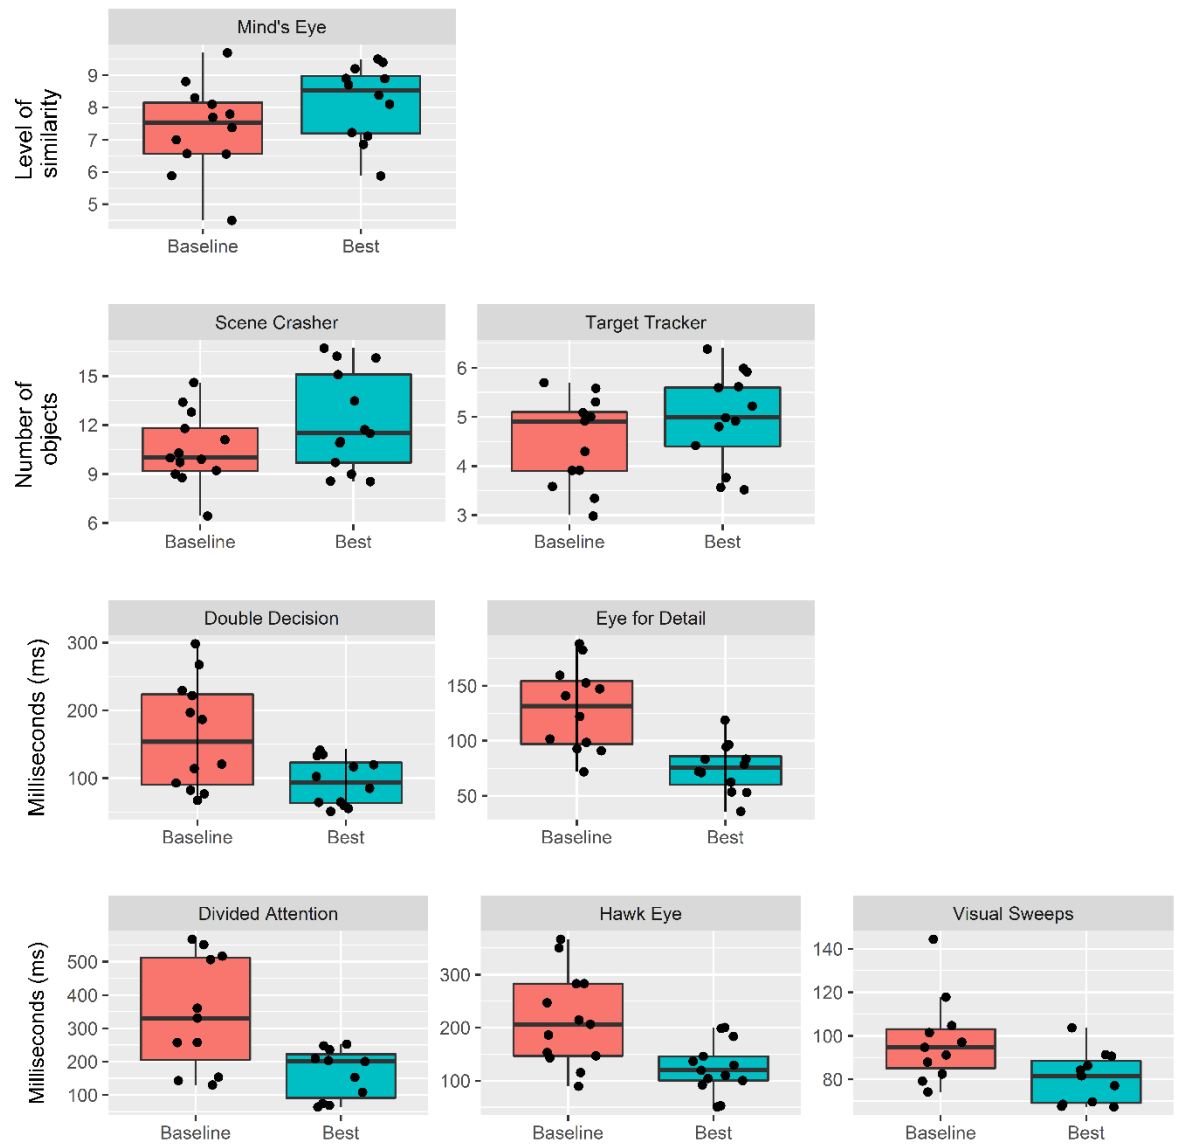 Mind's Eye
Level of
similarity
9
8
7
6
5
Baseline Best
Scene Crasher Target Tracker
Number of
objects
15
12
9
6
6
5
4
3
Baseline Best Baseline Best
Double Decision Eye for Detail
Milliseconds (ms)
300
200
100
150
100
50
Baseline Best Baseline Best
Divided Attention Hawk Eye Visual Sweeps
Milliseconds (ms)
500
400
300
200
100
300
200
100
140
120
100
80
Baseline Best Baseline Best Baseline Best